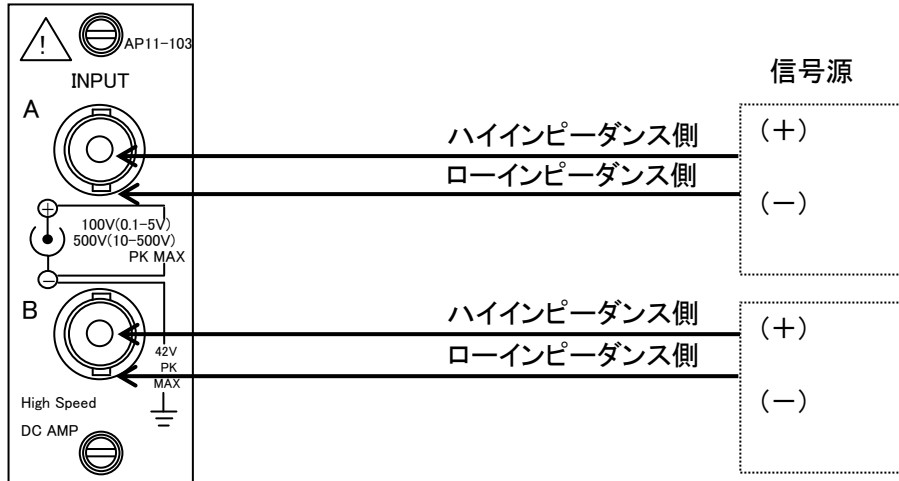 !
AP11-103
INPUT
信号源
A
ハイインピーダンス側
(+)
ローインピーダンス側
(-)
+
100V(0.1-5V)
500V(10-500V)
PK MAX
-
B
ハイインピーダンス側
(+)
ローインピーダンス側
42V
PK
MAX
(-)
High Speed
DC AMP